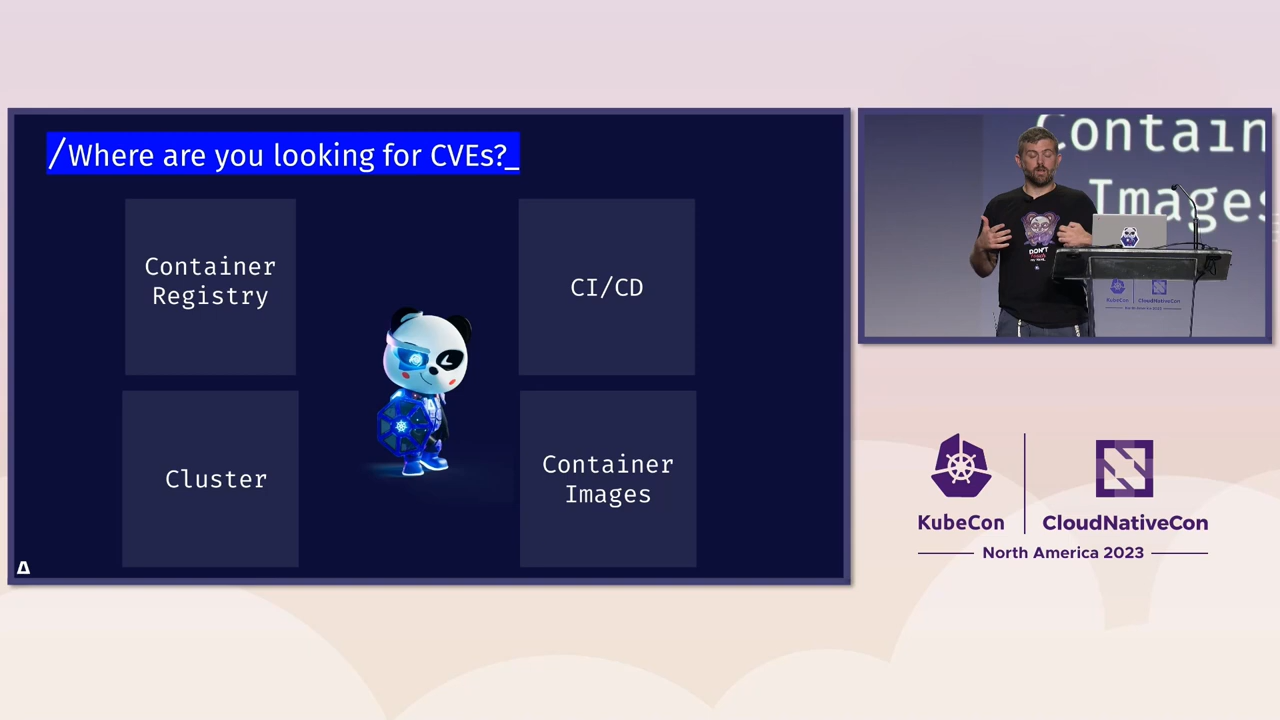 /Where are you looking for CVEs?_
Container
Registry
CI/CD
Cluster
Container
Images
Contain
Images
DON'T
KubeCon
CloudNativeCon
North America 2023